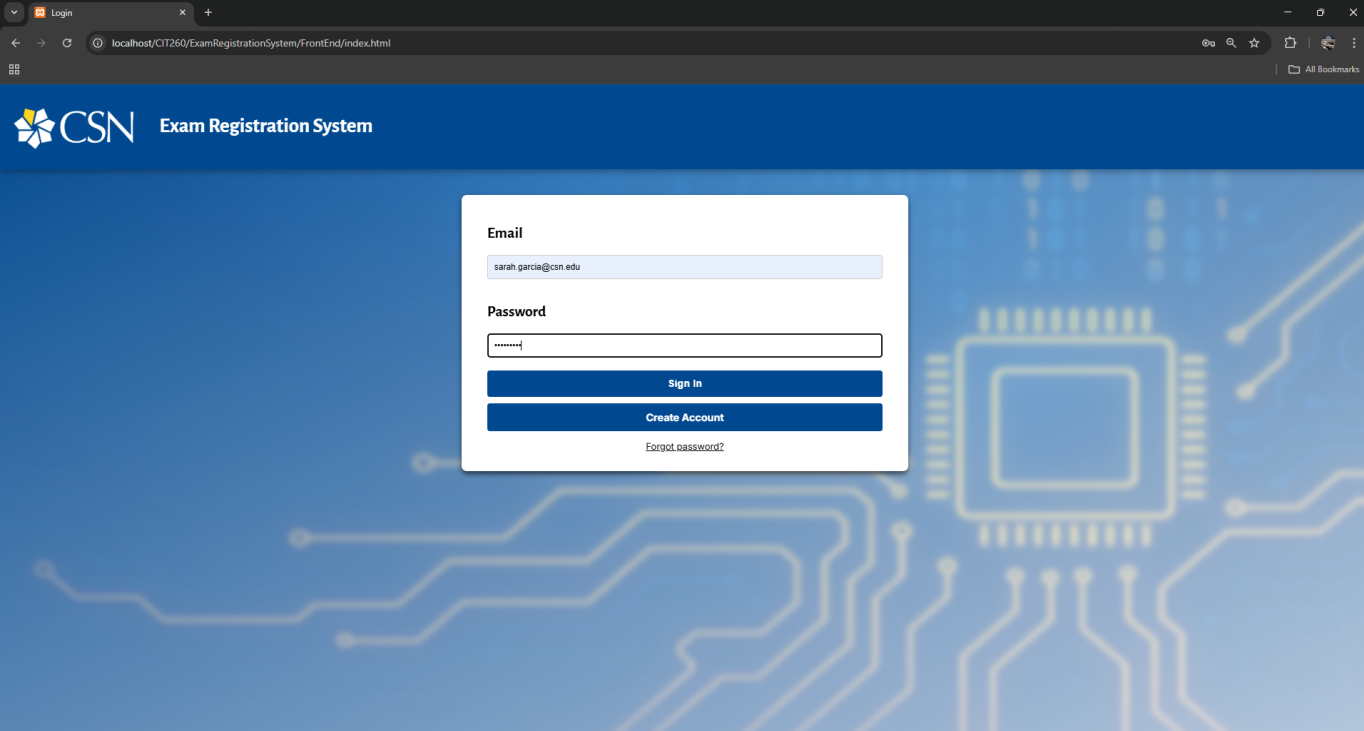 Login
localhost/CIT260/ExamRegistrationSystem/FrontEnd/index.html
All Bookmarks
CSN
Exam Registration System
Email
sarah.garcia@csn.edu
Password
•••••••••
Sign In
Create Account
Forgot password?